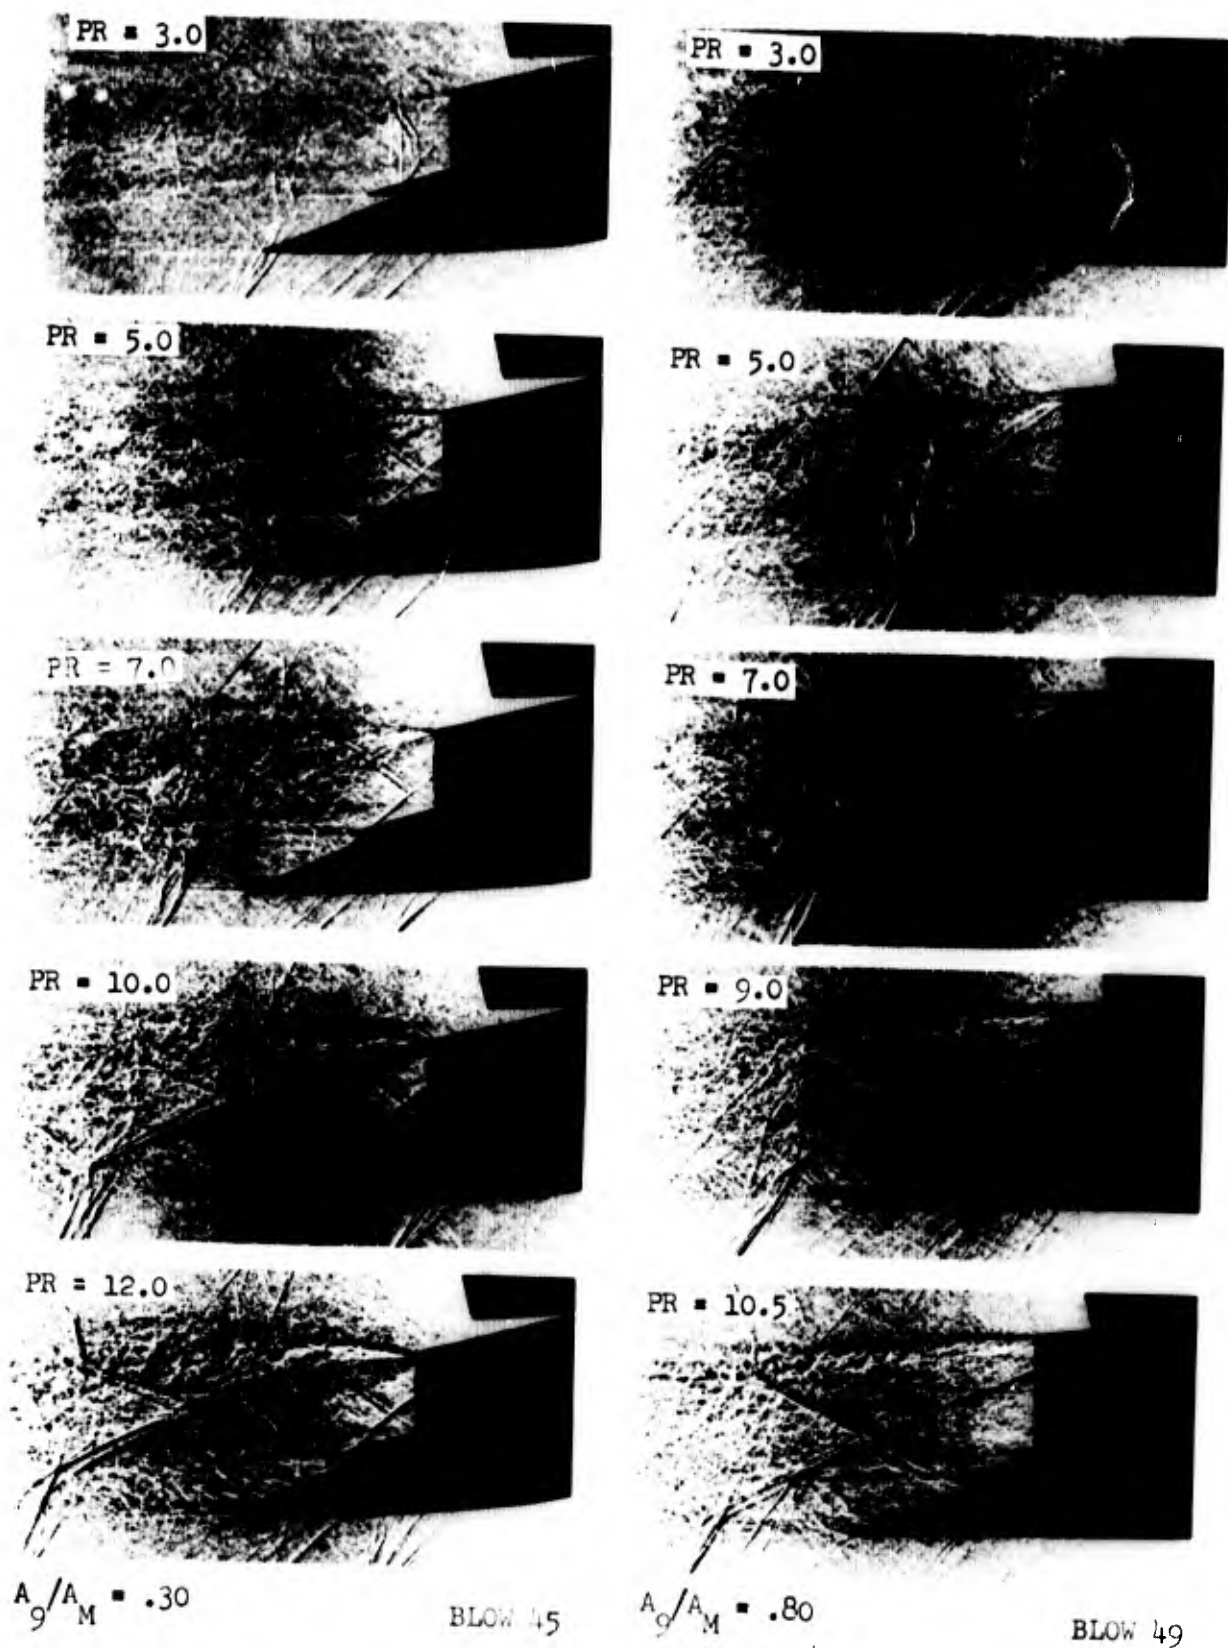 PR = 3.0
PR = 5.0
PR = 7.0
PR = 10.0
PR = 12.0
A9/AM = .30
BLOW 45
PR = 3.0
PR = 5.0
PR = 7.0
PR = 9.0
PR = 10.5
A9/AM = .80
BLOW 49